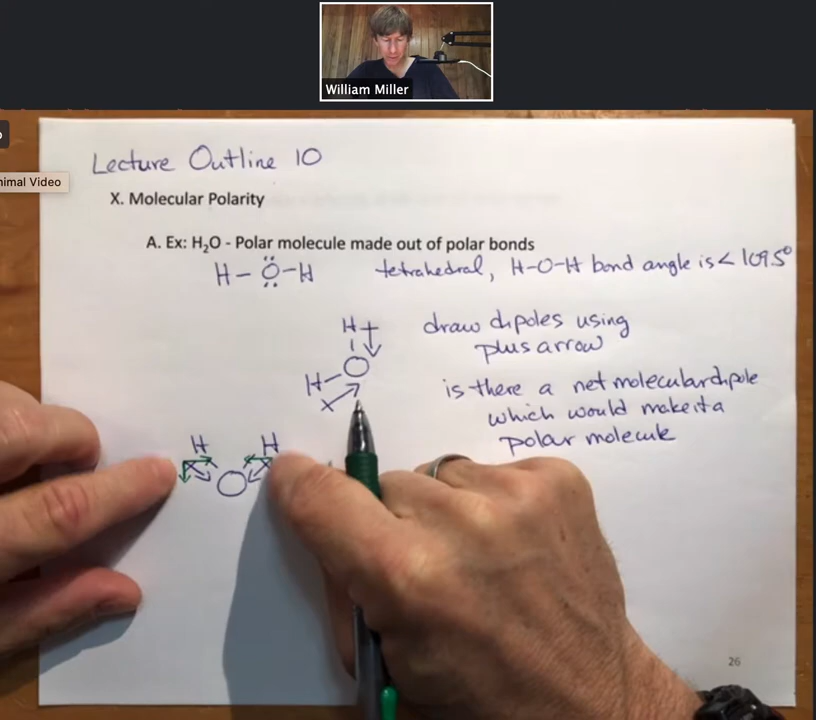 William Miller
nimal Video
Lecture Outline 10
X. Molecular Polarity
A. Ex: H₂O - Polar molecule made out of polar bonds
H-Ö-H tetrahedral, H-O-H bond angle is < 109.5°
H
draw dipoles using
plus arrow
O
H
is there a net molecular dipole
which would make it a
polar molecule
H H
O
26